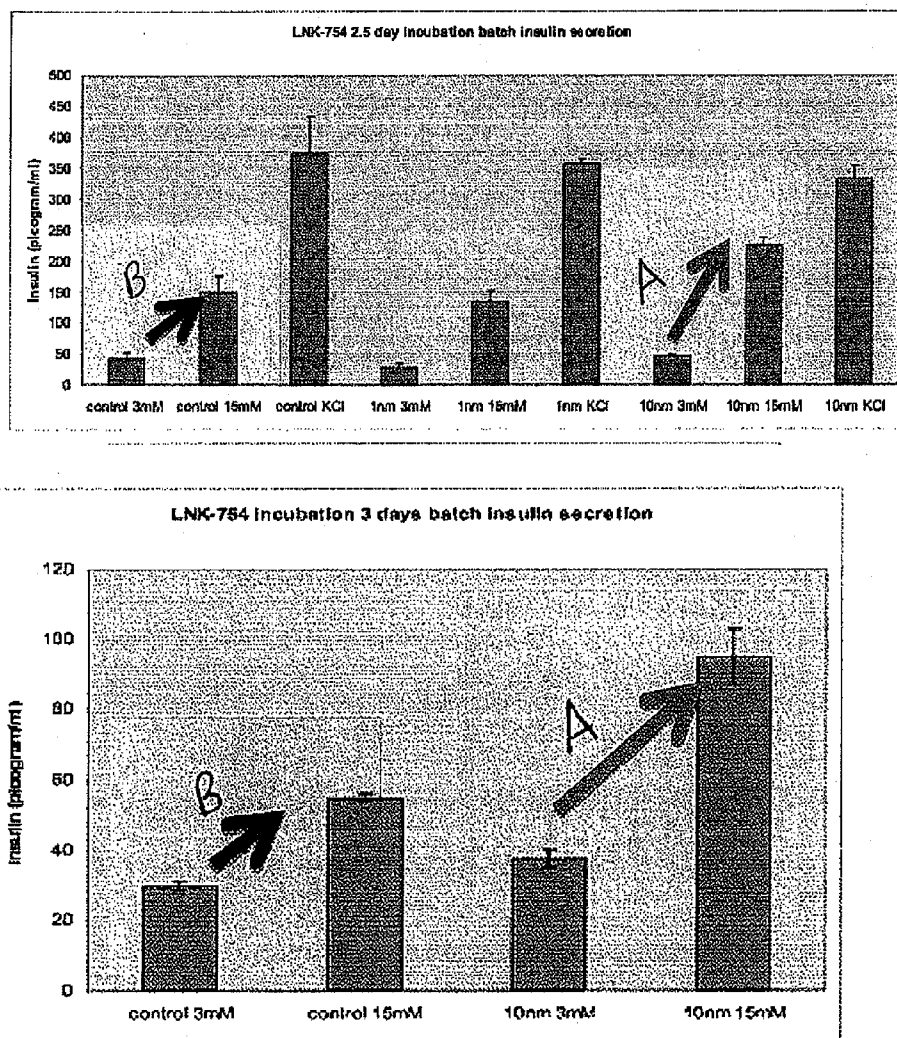 LNK-754 2.5 day incubation batch insulin secretion
Insulin (picogram/ml)
500
450
400
350
300
250
200
150
100
50
0
B
A
control 3mM control 15mM control KCl 1nm 3mM 1nm 15mM 1nm KCl 10nm 3mM 10nm 15mM 10nm KCl
LNK-754 incubation 3 days batch insulin secretion
Insulin (picogram/ml)
120
100
80
60
40
20
0
B
A
control 3mM control 15mM 10nm 3mM 10nm 15mM